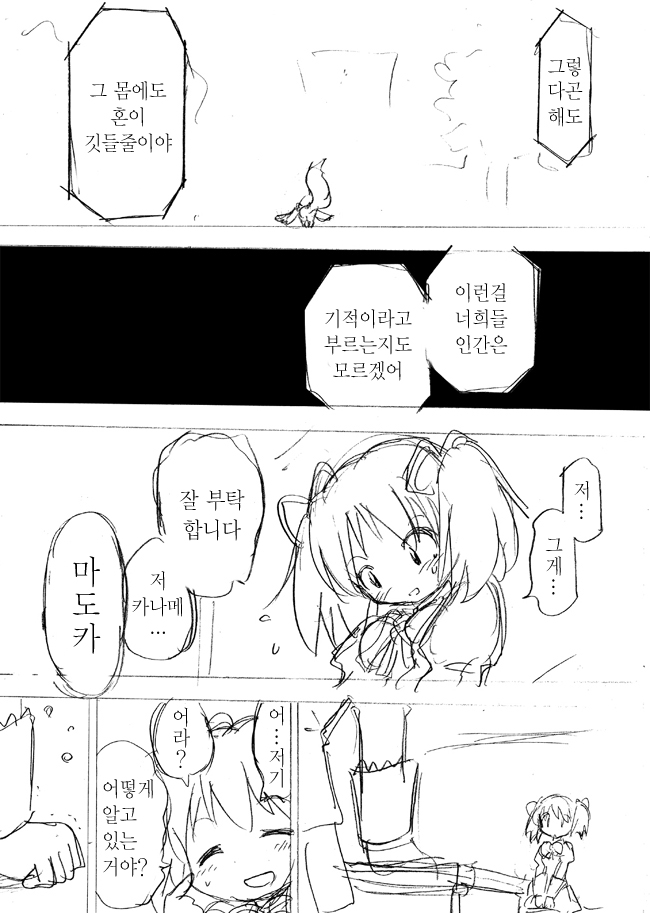 그렇
다곤
해도
그 몸에도
혼이
깃들줄이야
이런걸
너희들
인간은
기적이라고
부르는지도
모르겠어
저…
그게…
잘 부탁
합니다
저
카나메
…
마도카
어…저기
어라?
어떻게
알고
있는
거야?